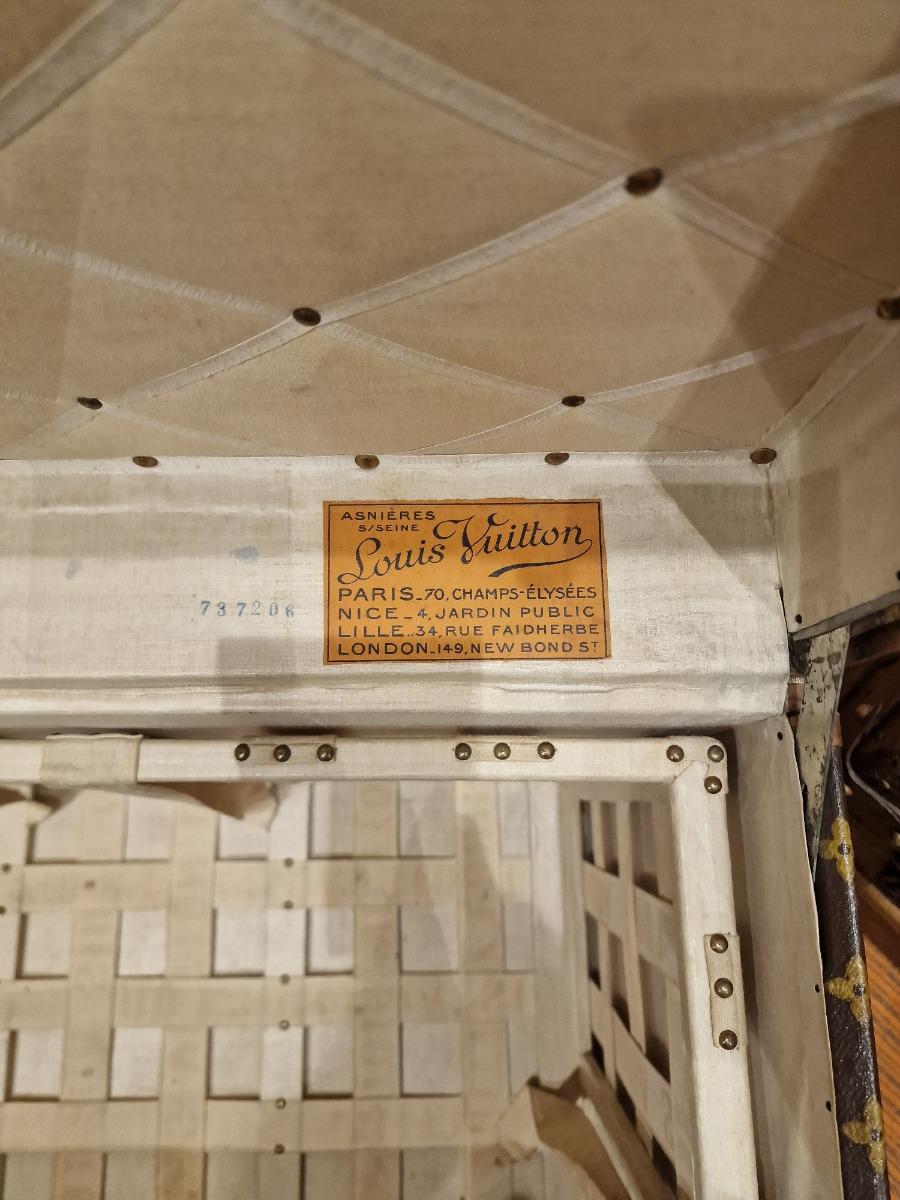 ASNIÈRES
S/SEINE
Louis Vuitton
PARIS_70, CHAMPS-ÉLYSÉES
NICE_4, JARDIN PUBLIC
LILLE_34, RUE FAIDHERBE
LONDON_149, NEW BOND ST
737206